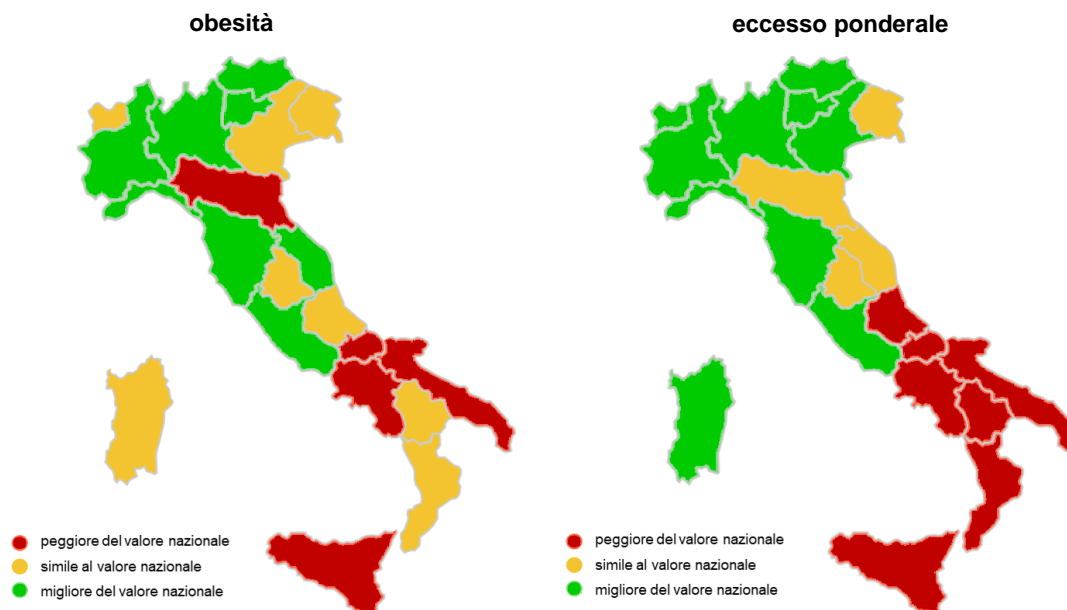 obesità
eccesso ponderale
peggiore del valore nazionale
simile al valore nazionale
migliore del valore nazionale
peggiore del valore nazionale
simile al valore nazionale
migliore del valore nazionale